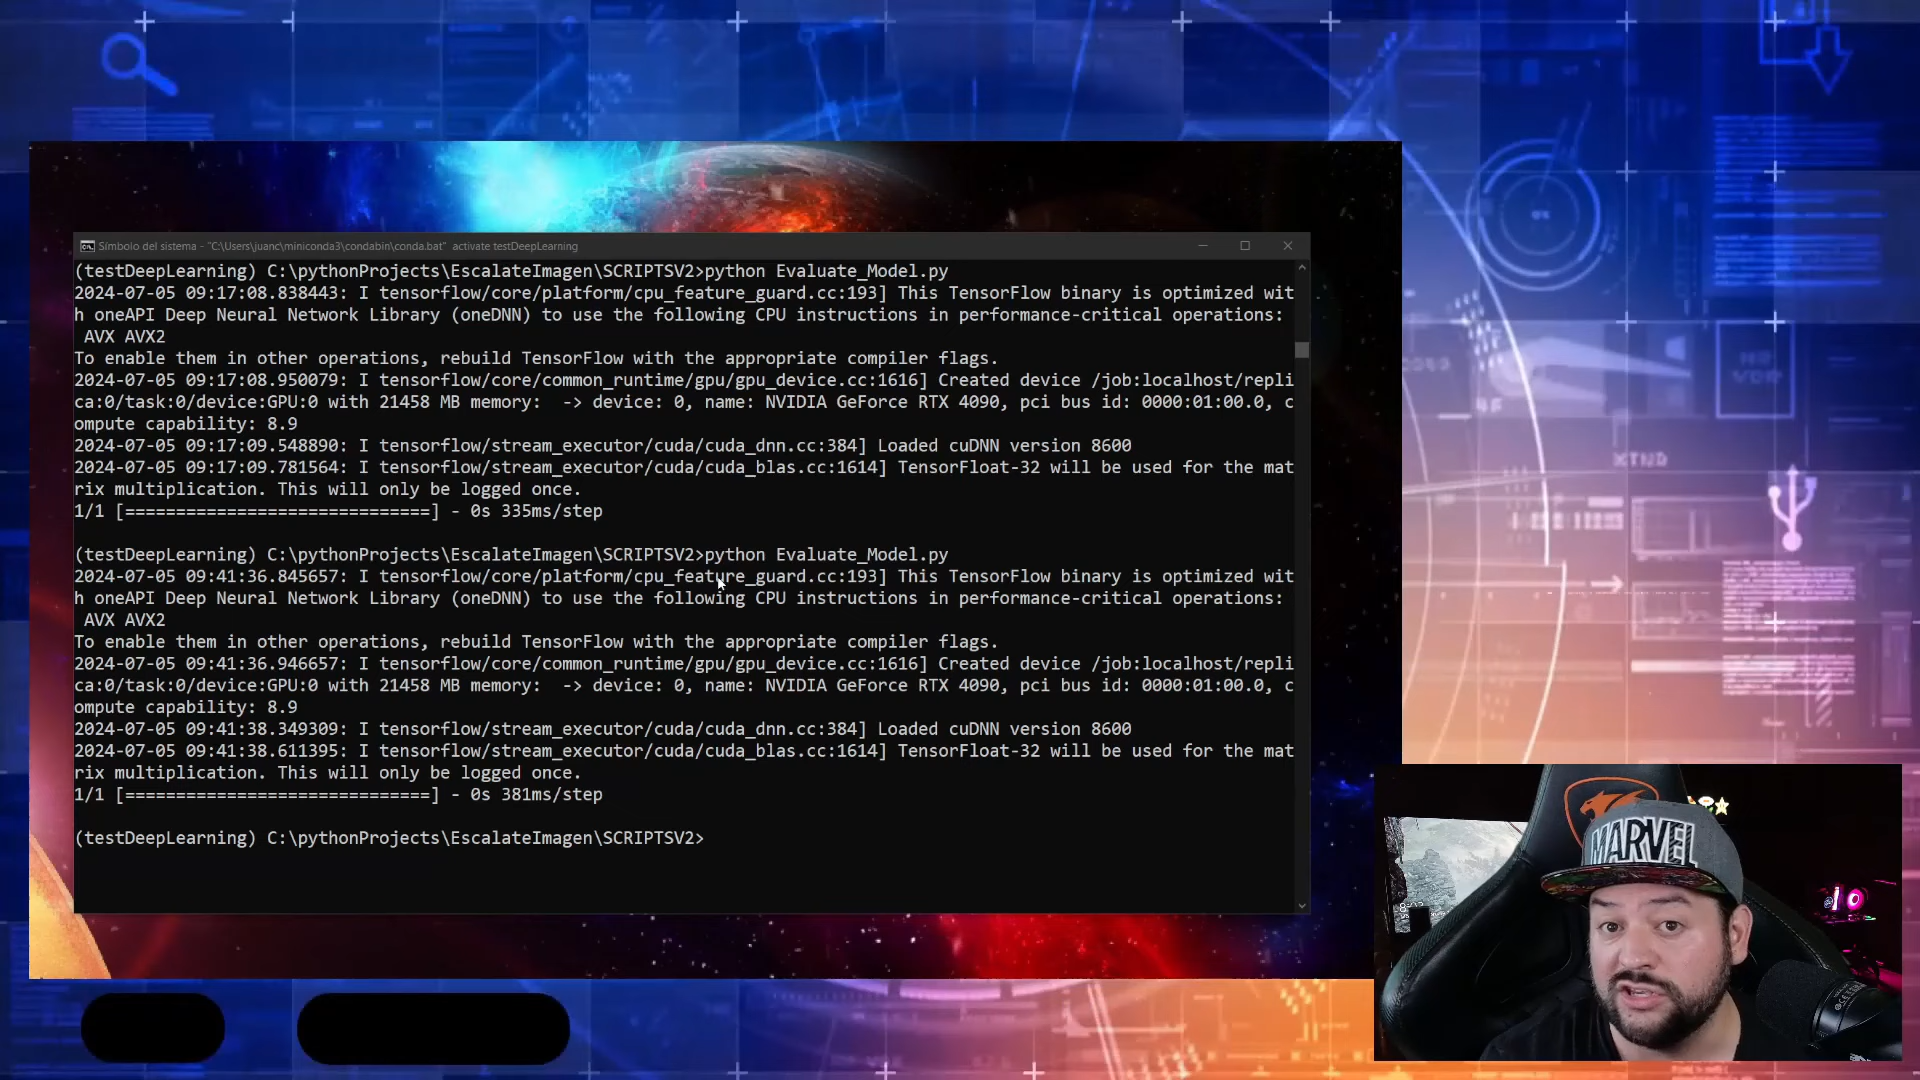 Símbolo del sistema - "C:\Users\juanc\miniconda3\condabin\conda.bat" activate testDeepLearning
(testDeepLearning) C:\pythonProjects\EscalateImagen\SCRIPTSV2>python Evaluate_Model.py
2024-07-05 09:17:08.838443: I tensorflow/core/platform/cpu_feature_guard.cc:193] This TensorFlow binary is optimized wit
h oneAPI Deep Neural Network Library (oneDNN) to use the following CPU instructions in performance-critical operations:
AVX AVX2
To enable them in other operations, rebuild TensorFlow with the appropriate compiler flags.
2024-07-05 09:17:08.950079: I tensorflow/core/common_runtime/gpu/gpu_device.cc:1616] Created device /job:localhost/repli
ca:0/task:0/device:GPU:0 with 21458 MB memory:  -> device: 0, name: NVIDIA GeForce RTX 4090, pci bus id: 0000:01:00.0, c
ompute capability: 8.9
2024-07-05 09:17:09.548890: I tensorflow/stream_executor/cuda/cuda_dnn.cc:384] Loaded cuDNN version 8600
2024-07-05 09:17:09.781564: I tensorflow/stream_executor/cuda/cuda_blas.cc:1614] TensorFloat-32 will be used for the mat
rix multiplication. This will only be logged once.
1/1 [==============================] - 0s 335ms/step
(testDeepLearning) C:\pythonProjects\EscalateImagen\SCRIPTSV2>python Evaluate_Model.py
2024-07-05 09:41:36.845657: I tensorflow/core/platform/cpu_feature_guard.cc:193] This TensorFlow binary is optimized wit
h oneAPI Deep Neural Network Library (oneDNN) to use the following CPU instructions in performance-critical operations:
AVX AVX2
To enable them in other operations, rebuild TensorFlow with the appropriate compiler flags.
2024-07-05 09:41:36.946657: I tensorflow/core/common_runtime/gpu/gpu_device.cc:1616] Created device /job:localhost/repli
ca:0/task:0/device:GPU:0 with 21458 MB memory:  -> device: 0, name: NVIDIA GeForce RTX 4090, pci bus id: 0000:01:00.0, c
ompute capability: 8.9
2024-07-05 09:41:38.349309: I tensorflow/stream_executor/cuda/cuda_dnn.cc:384] Loaded cuDNN version 8600
2024-07-05 09:41:38.611395: I tensorflow/stream_executor/cuda/cuda_blas.cc:1614] TensorFloat-32 will be used for the mat
rix multiplication. This will only be logged once.
1/1 [==============================] - 0s 381ms/step
(testDeepLearning) C:\pythonProjects\EscalateImagen\SCRIPTSV2>
MARVEL